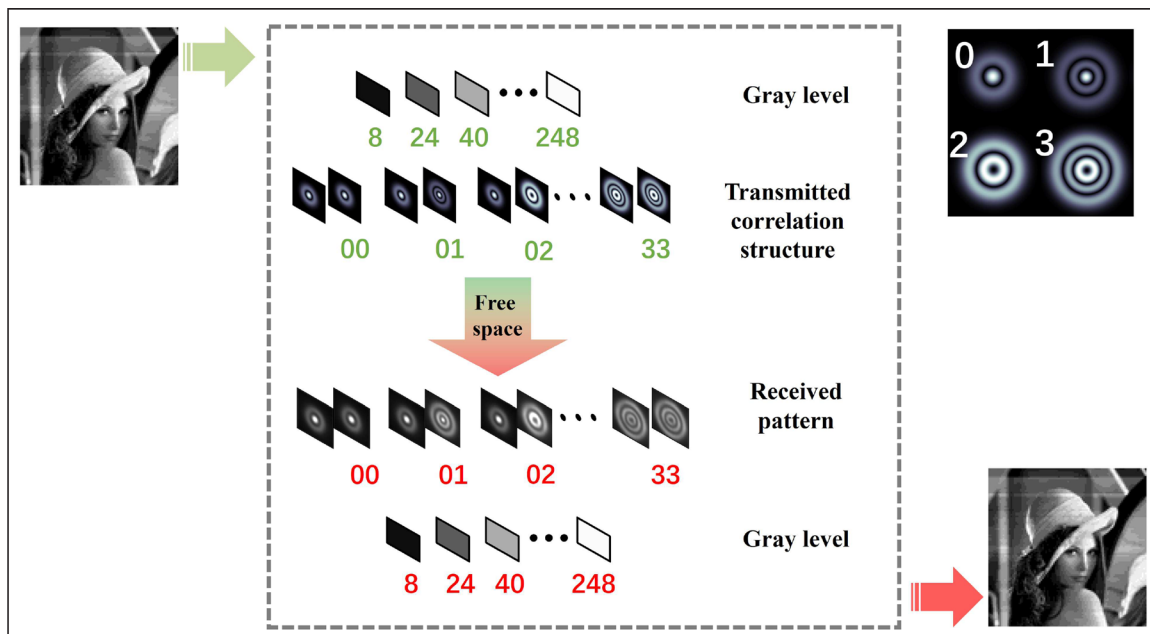 0 1
2 3
Gray level
8 24 40 248
Transmitted
correlation
structure
00 01 02 33
Free
space
Received
pattern
00 01 02 33
Gray level
8 24 40 248